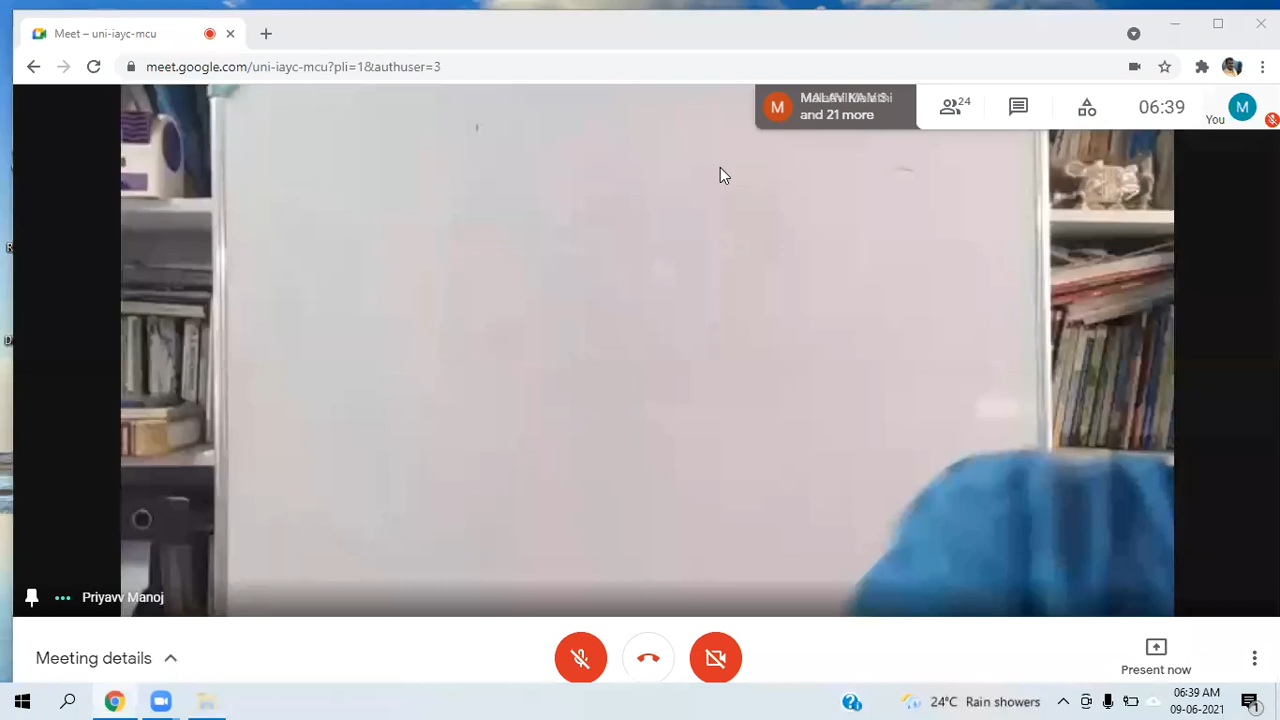 Meet – uni-iayc-mcu
meet.google.com/uni-iayc-mcu?pli=1&authuser=3
and 21 more
M
24
06:39
You
M
Priyavv Manoj
Meeting details
Present now
24°C Rain showers
06:39 AM
09-06-2021
1